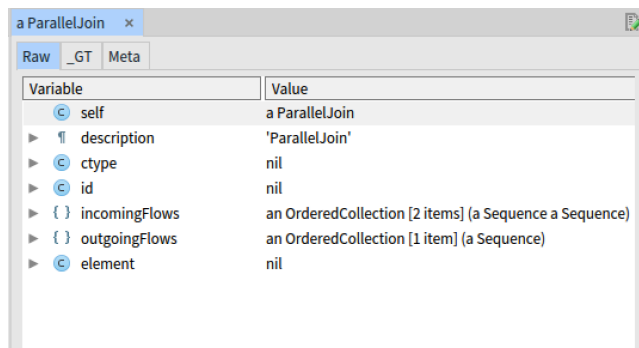 a ParallelJoin ×
Raw _GT Meta
Variable Value
C self a ParallelJoin
¶ description 'ParallelJoin'
C ctype nil
C id nil
{ } incomingFlows an OrderedCollection [2 items] (a Sequence a Sequence)
{ } outgoingFlows an OrderedCollection [1 item] (a Sequence)
C element nil